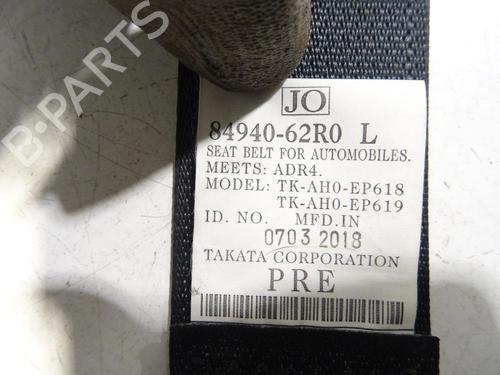 B-PARTS
JO
84940-62R0 L
SEAT BELT FOR AUTOMOBILES.
MEETS: ADR4.
MODEL: TK-AH0-EP618
TK-AH0-EP619
ID. NO. MFD.IN
0703 2018
TAKATA CORPORATION
PRE